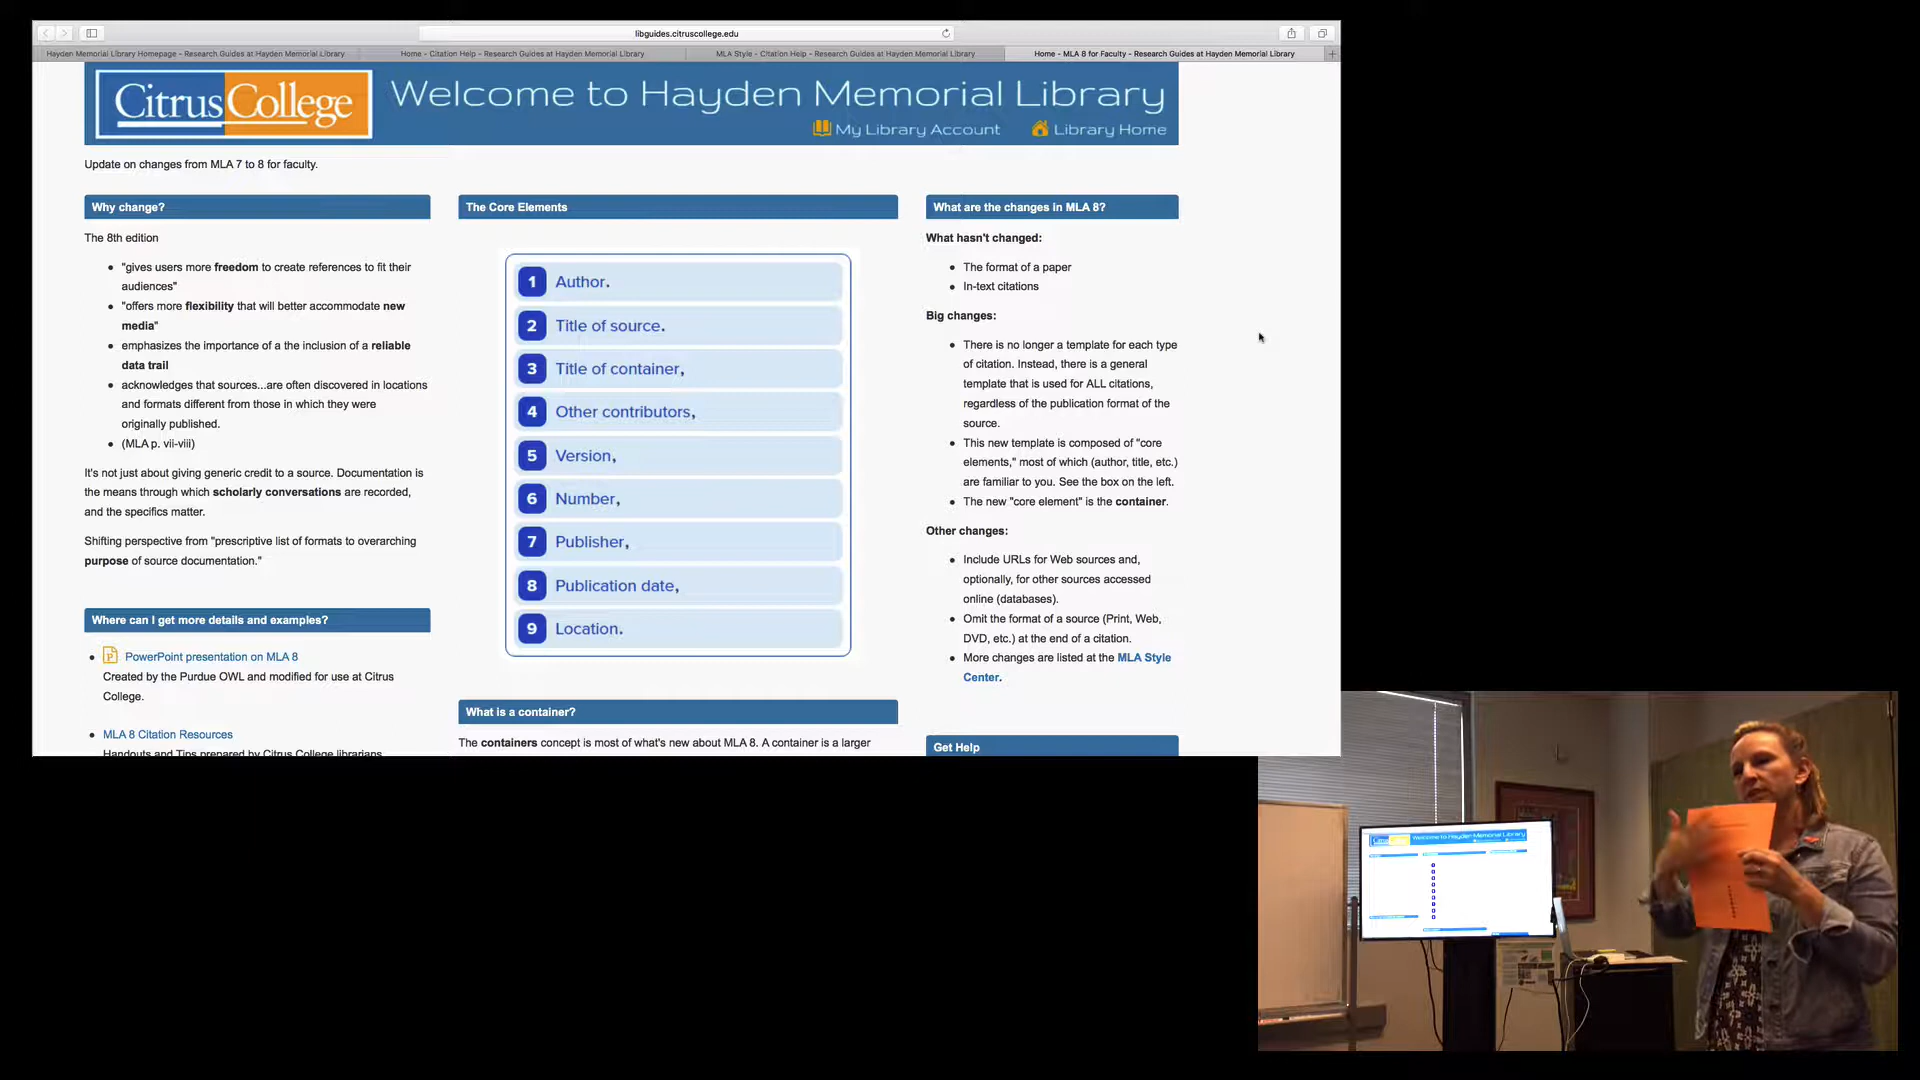 libguides.citruscollege.edu
Hayden Memorial Library Homepage - Research Guides at Hayden Memorial Library
Home - Citation Help - Research Guides at Hayden Memorial Library
MLA Style - Citation Help - Research Guides at Hayden Memorial Library
Home - MLA 8 for Faculty - Research Guides at Hayden Memorial Library
CitrusCollege
Welcome to Hayden Memorial Library
My Library Account
Library Home
Update on changes from MLA 7 to 8 for faculty.
Why change?
The 8th edition
"gives users more freedom to create references to fit their
audiences"
"offers more flexibility that will better accommodate new
media"
emphasizes the importance of a the inclusion of a reliable
data trail
acknowledges that sources...are often discovered in locations
and formats different from those in which they were
originally published.
(MLA p. vii-viii)
It's not just about giving generic credit to a source. Documentation is
the means through which scholarly conversations are recorded,
and the specifics matter.
Shifting perspective from "prescriptive list of formats to overarching
purpose of source documentation."
Where can I get more details and examples?
PowerPoint presentation on MLA 8
Created by the Purdue OWL and modified for use at Citrus
College.
MLA 8 Citation Resources
Handouts and Tips prepared by Citrus College librarians
The Core Elements
1 Author.
2 Title of source.
3 Title of container,
4 Other contributors,
5 Version,
6 Number,
7 Publisher,
8 Publication date,
9 Location.
What is a container?
The containers concept is most of what's new about MLA 8. A container is a larger
What are the changes in MLA 8?
What hasn't changed:
The format of a paper
In-text citations
Big changes:
There is no longer a template for each type
of citation. Instead, there is a general
template that is used for ALL citations,
regardless of the publication format of the
source.
This new template is composed of "core
elements," most of which (author, title, etc.)
are familiar to you. See the box on the left.
The new "core element" is the container.
Other changes:
Include URLs for Web sources and,
optionally, for other sources accessed
online (databases).
Omit the format of a source (Print, Web,
DVD, etc.) at the end of a citation.
More changes are listed at the MLA Style
Center.
Get Help
Welcome to Hayden Memorial Library